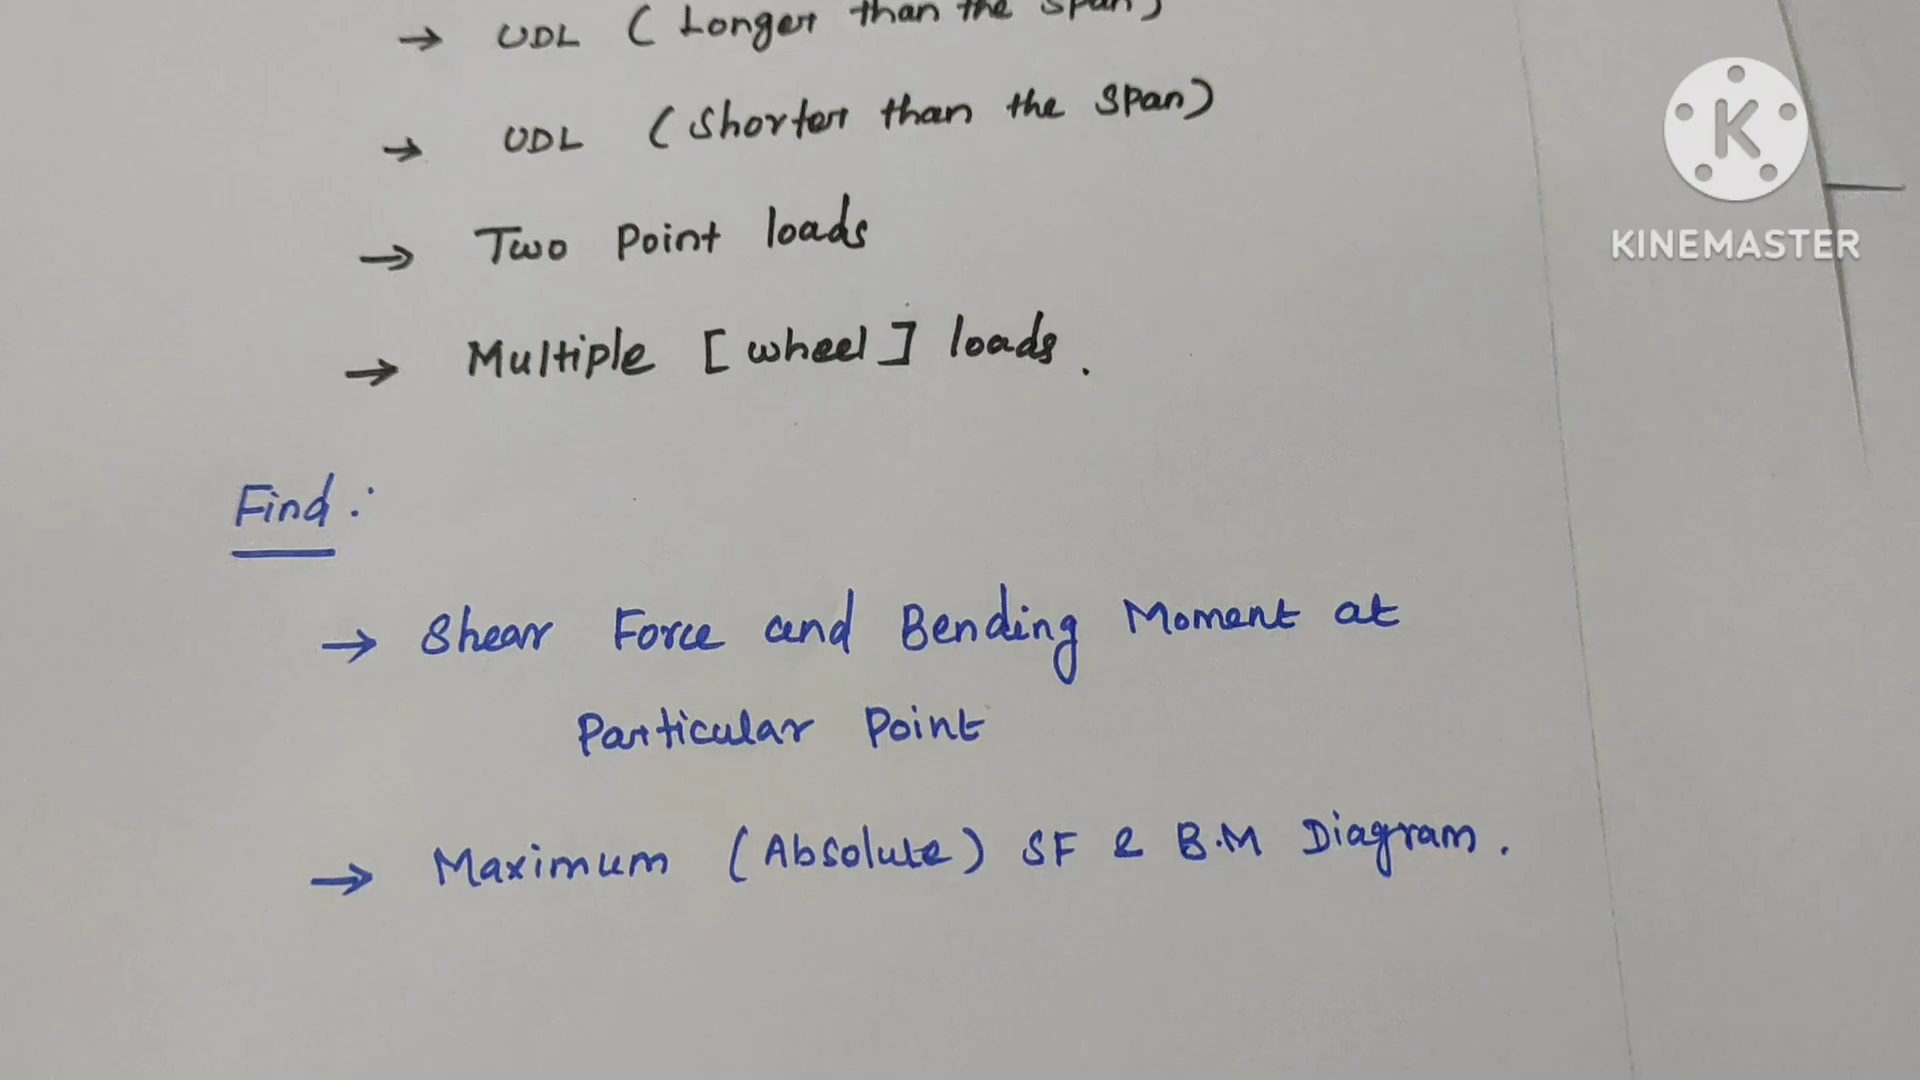 → UDL (Longer than the span)
→ UDL (Shorter than the span)
→ Two Point loads
→ Multiple [wheel] loads.
Find:
→ Shear Force and Bending Moment at
Particular Point
→ Maximum (Absolute) SF & B.M Diagram.
K
KINEMASTER